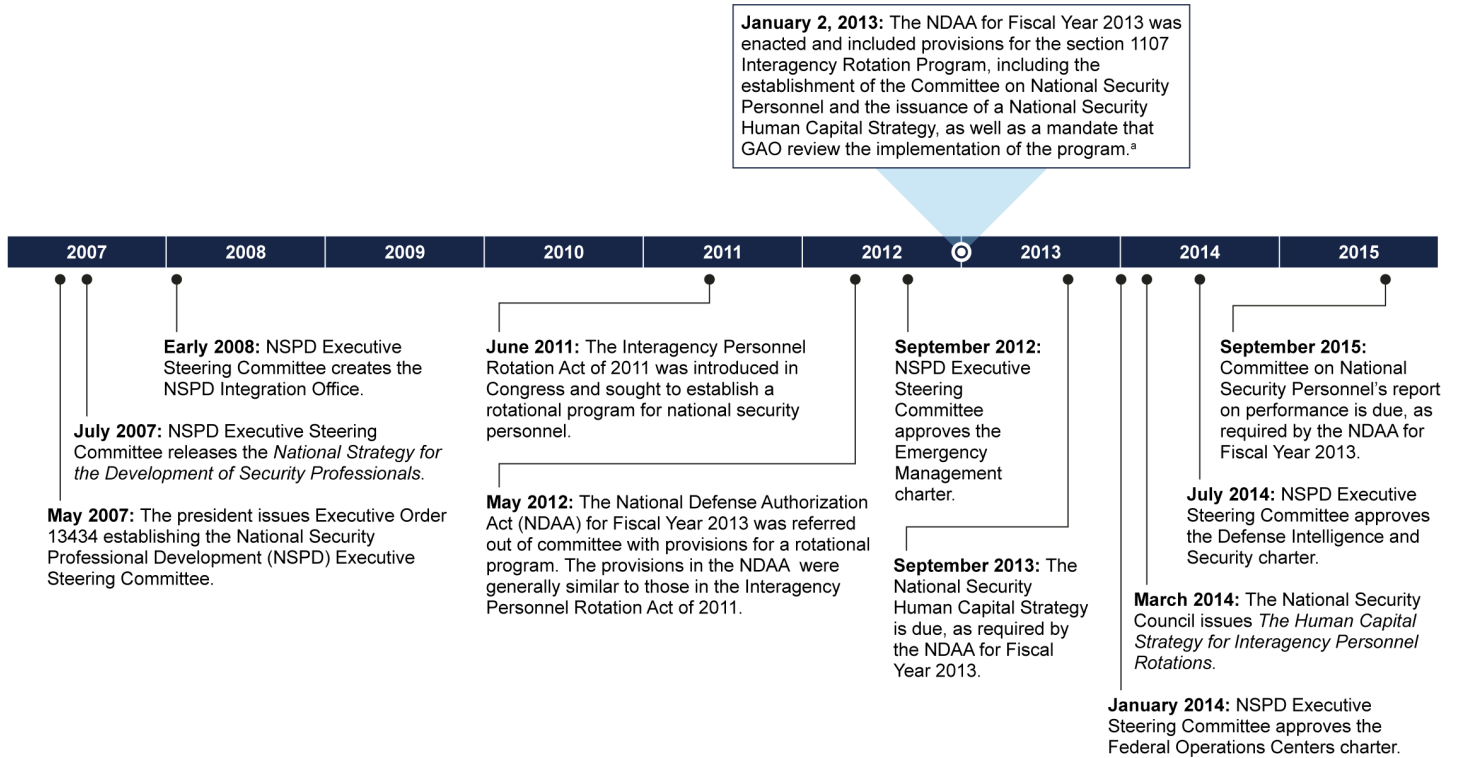 January 2, 2013: The NDAA for Fiscal Year 2013 was
enacted and included provisions for the section 1107
Interagency Rotation Program, including the
establishment of the Committee on National Security
Personnel and the issuance of a National Security
Human Capital Strategy, as well as a mandate that
GAO review the implementation of the program.ª
2007 2008 2009 2010 2011 2012 2013 2014 2015
Early 2008: NSPD Executive
Steering Committee creates the
NSPD Integration Office.
July 2007: NSPD Executive Steering
Committee releases the National Strategy for
the Development of Security Professionals.
May 2007: The president issues Executive Order
13434 establishing the National Security
Professional Development (NSPD) Executive
Steering Committee.
June 2011: The Interagency Personnel
Rotation Act of 2011 was introduced in
Congress and sought to establish a
rotational program for national security
personnel.
May 2012: The National Defense Authorization
Act (NDAA) for Fiscal Year 2013 was referred
out of committee with provisions for a rotational
program. The provisions in the NDAA were
generally similar to those in the Interagency
Personnel Rotation Act of 2011.
September 2012:
NSPD Executive
Steering
Committee
approves the
Emergency
Management
charter.
September 2013: The
National Security
Human Capital Strategy
is due, as required by
the NDAA for Fiscal
Year 2013.
September 2015:
Committee on National
Security Personnel's report
on performance is due, as
required by the NDAA for
Fiscal Year 2013.
July 2014: NSPD Executive
Steering Committee approves
the Defense Intelligence and
Security charter.
March 2014: The National Security
Council issues The Human Capital
Strategy for Interagency Personnel
Rotations.
January 2014: NSPD Executive
Steering Committee approves the
Federal Operations Centers charter.